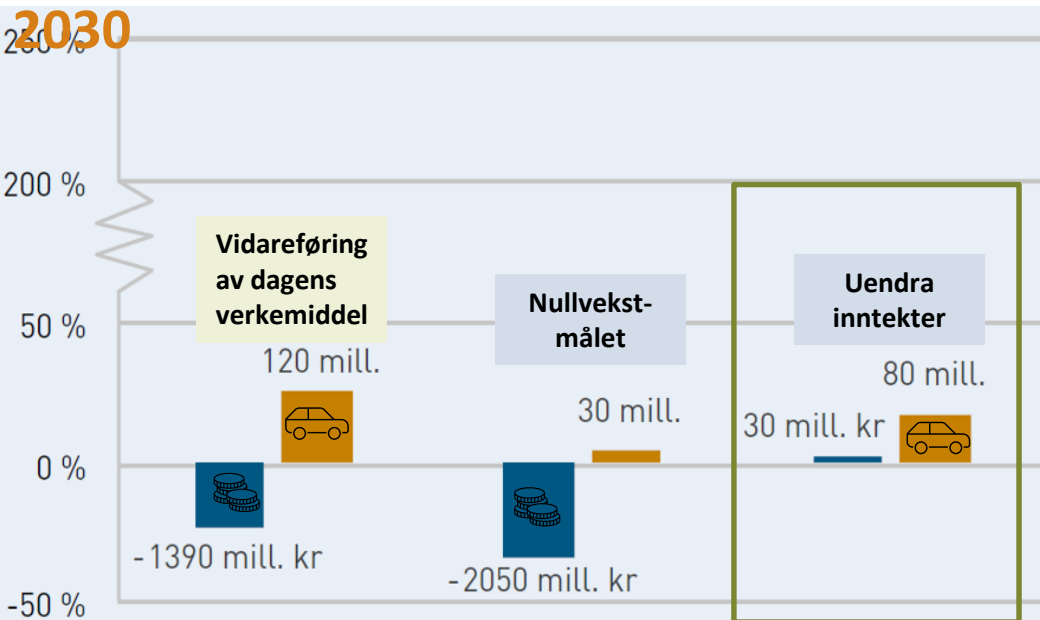 2030
250 %
200 %
Vidareføring
av dagens
verkemiddel
Nullvekst-
målet
Uendra
inntekter
50 %
120 mill.
30 mill.
80 mill.
30 mill. kr
0 %
-1390 mill. kr
-2050 mill. kr
-50 %